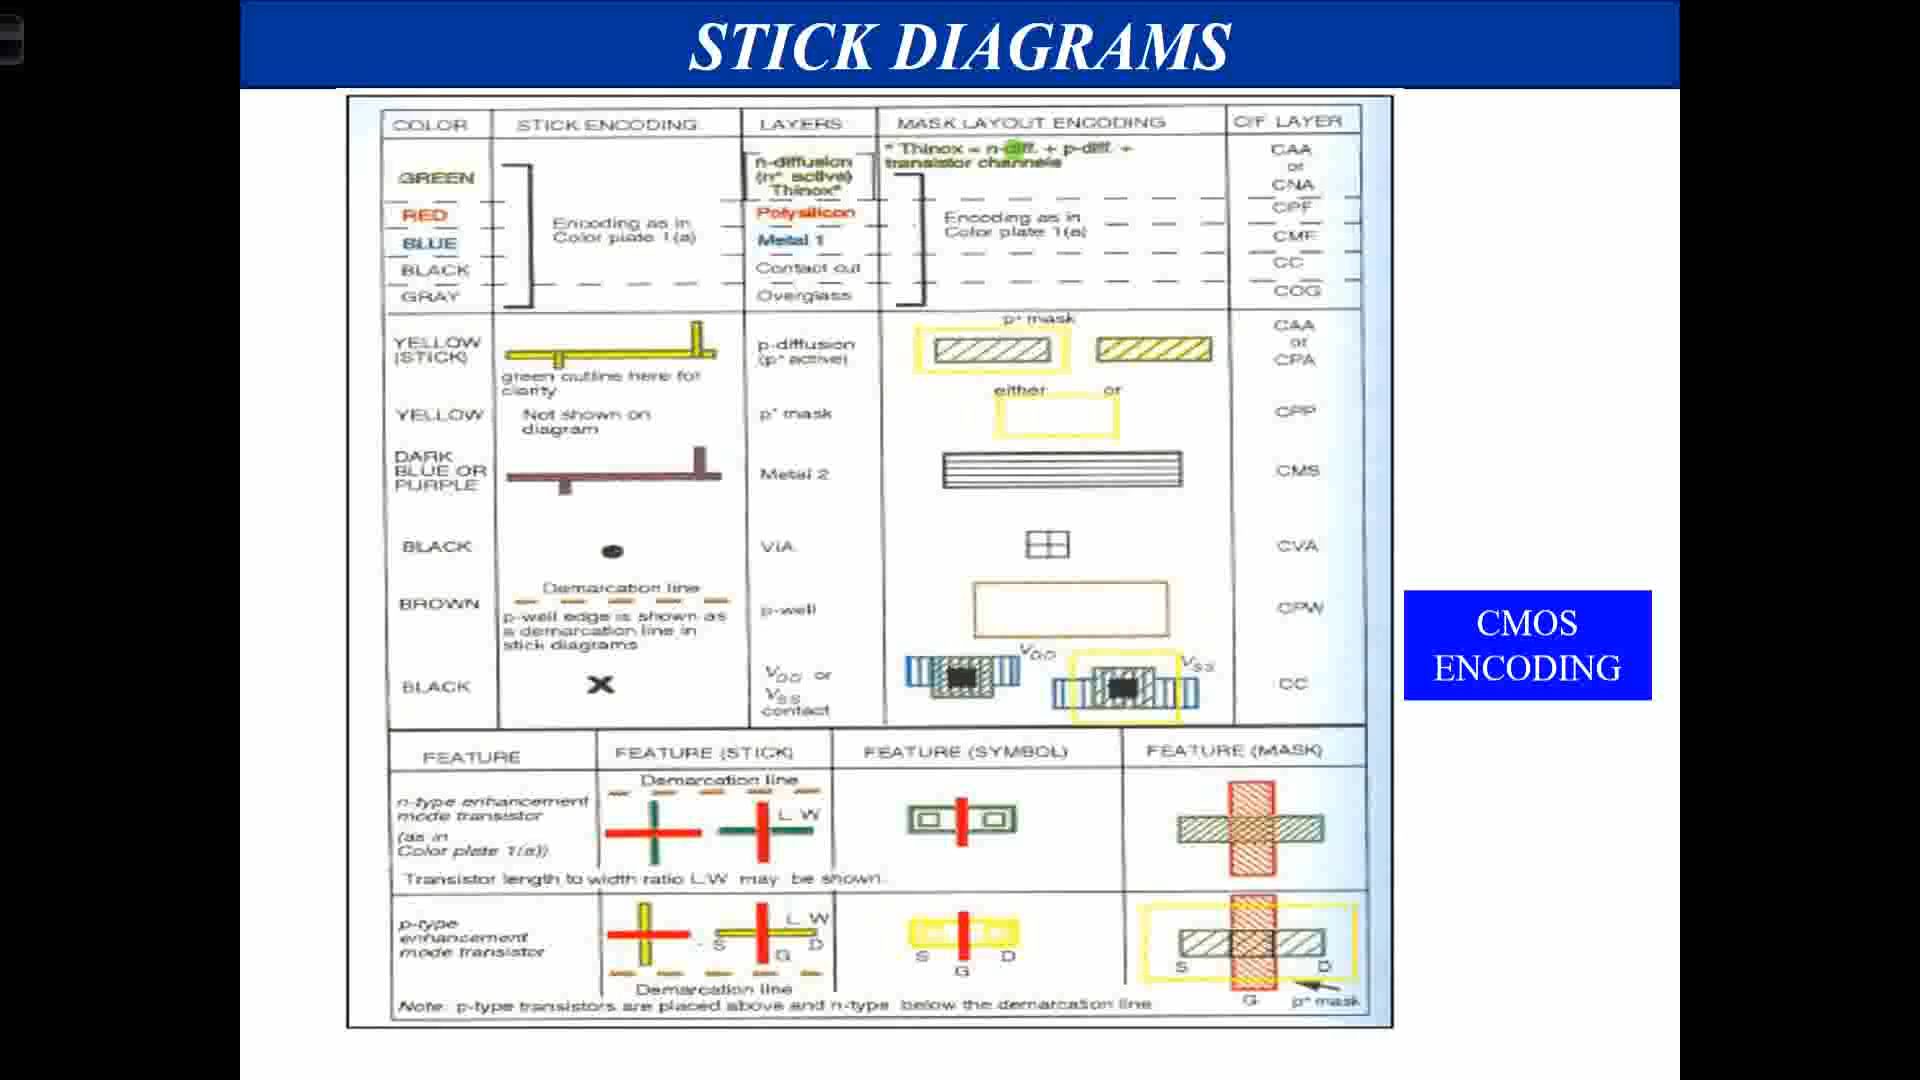 STICK DIAGRAMS
COLOR STICK ENCODING LAYERS MASK LAYOUT ENCODING CIF LAYER
GREEN
n-diffusion
(n+ active)
Thinox*
* Thinox = n-diff. + p-diff. +
transistor channels
CAA
or
CNA
RED Polysilicon CPF
Encoding as in
Color plate 1(a)
Encoding as in
Color plate 1(a)
BLUE Metal 1 CMF
BLACK Contact cut CC
GRAY Overglass COG
YELLOW
(STICK)
green outline here for
clarity
p-diffusion
(p+ active)
p+ mask
CAA
or
CPA
either or
YELLOW
Not shown on
diagram
p+ mask
CPP
DARK
BLUE OR
PURPLE
Metal 2
CMS
BLACK VIA CVA
BROWN
Demarcation line
p-well edge is shown as
a demarcation line in
stick diagrams
p-well
CPW
BLACK
X
VDD or
VSS
contact
VDD
VSS
CC
CMOS
ENCODING
FEATURE FEATURE (STICK) FEATURE (SYMBOL) FEATURE (MASK)
n-type enhancement
mode transistor
(as in
Color plate 1(a))
Demarcation line
L:W
Transistor length to width ratio L:W may be shown.
p-type
enhancement
mode transistor
L:W
S D
G
Demarcation line
S D
G
S D
G p+ mask
Note: p-type transistors are placed above and n-type below the demarcation line